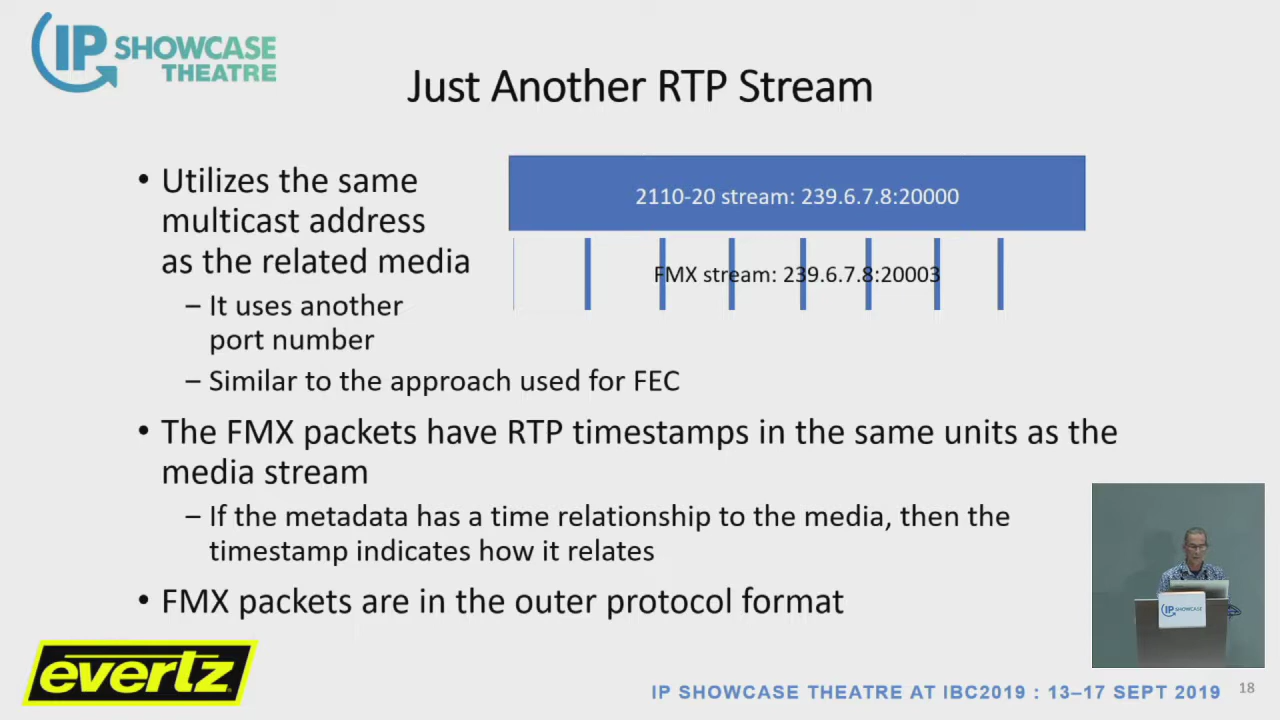 IP SHOWCASE
THEATRE
Just Another RTP Stream
• Utilizes the same
multicast address
as the related media
– It uses another
port number
– Similar to the approach used for FEC
2110-20 stream: 239.6.7.8:20000
FMX stream: 239.6.7.8:20003
• The FMX packets have RTP timestamps in the same units as the
media stream
– If the metadata has a time relationship to the media, then the
timestamp indicates how it relates
• FMX packets are in the outer protocol format
IP SHOWCASE
evertz
IP SHOWCASE THEATRE AT IBC2019 : 13–17 SEPT 2019
18